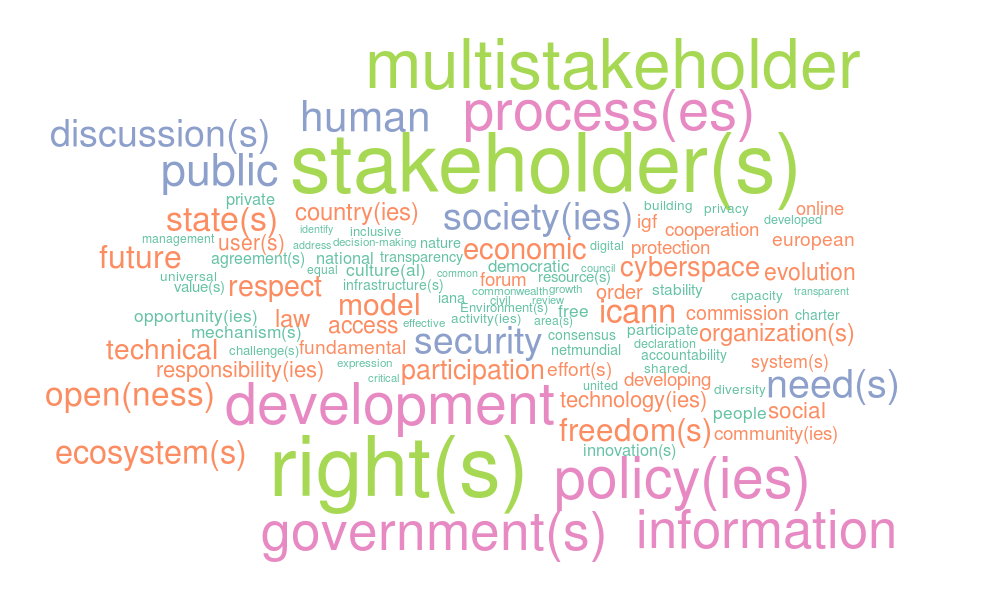 multistakeholder
human process(es)
discussion(s)
public stakeholder(s)
private
state(s) country(ies) society(ies) igf building privacy online
developed
identify inclusive cooperation
management user(s) address decision-making nature economic digital protection european
future agreement(s) national transparency
universal equal culture(al) common democratic council cyberspace evolution
value(s) respect infrastructure(s) forum resource(s)
commonwealth growth order stability capacity transparent
model iana civil review
Environment(s) free icann commission charter
opportunity(ies) law access effective activity(ies) area(s)
mechanism(s) security consensus participate organization(s)
technical challenge(s) fundamental netmundial declaration
accountability
responsibility(ies) expression participation effort(s) shared system(s)
critical united developing
open(ness) development technology(ies) diversity need(s)
people social
freedom(s) community(ies)
ecosystem(s) right(s) innovation(s)
policy(ies)
government(s) information